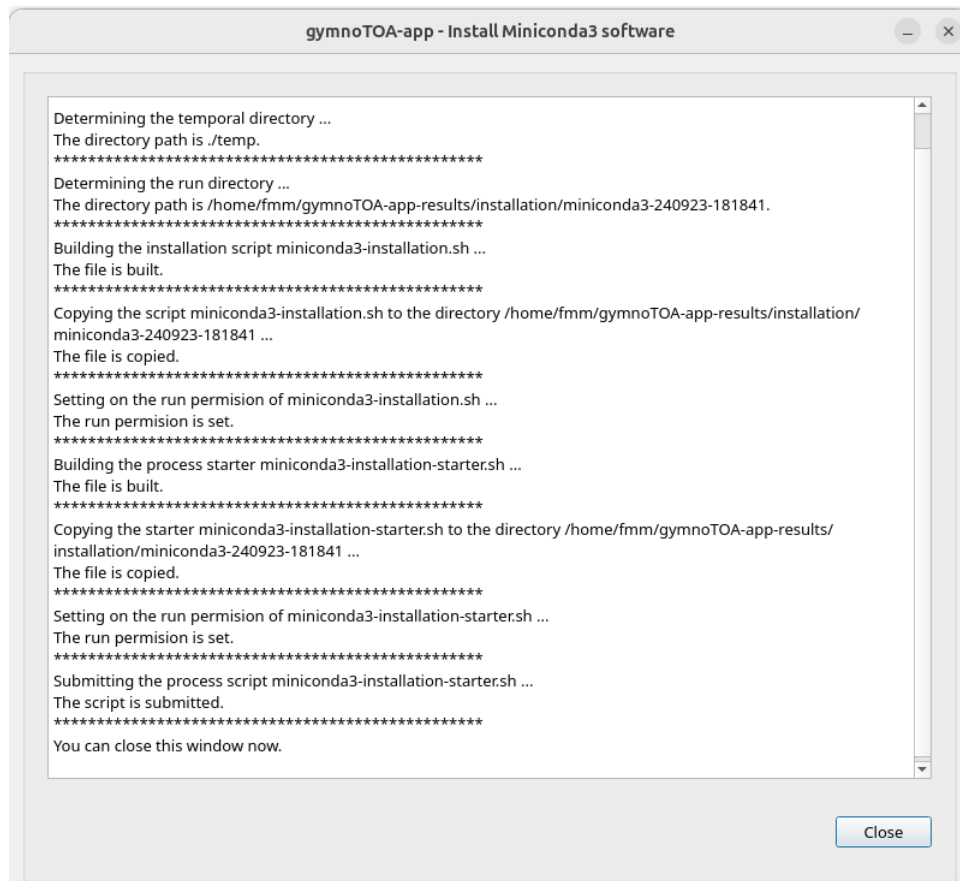 gymnoTOA-app - Install Miniconda3 software
Determining the temporal directory ...
The directory path is ./temp.
**************************************************
Determining the run directory ...
The directory path is /home/fmm/gymnoTOA-app-results/installation/miniconda3-240923-181841.
**************************************************
Building the installation script miniconda3-installation.sh ...
The file is built.
**************************************************
Copying the script miniconda3-installation.sh to the directory /home/fmm/gymnoTOA-app-results/installation/
miniconda3-240923-181841 ...
The file is copied.
**************************************************
Setting on the run permision of miniconda3-installation.sh ...
The run permision is set.
**************************************************
Building the process starter miniconda3-installation-starter.sh ...
The file is built.
**************************************************
Copying the starter miniconda3-installation-starter.sh to the directory /home/fmm/gymnoTOA-app-results/
installation/miniconda3-240923-181841 ...
The file is copied.
**************************************************
Setting on the run permision of miniconda3-installation-starter.sh ...
The run permision is set.
**************************************************
Submitting the process script miniconda3-installation-starter.sh ...
The script is submitted.
**************************************************
You can close this window now.
Close